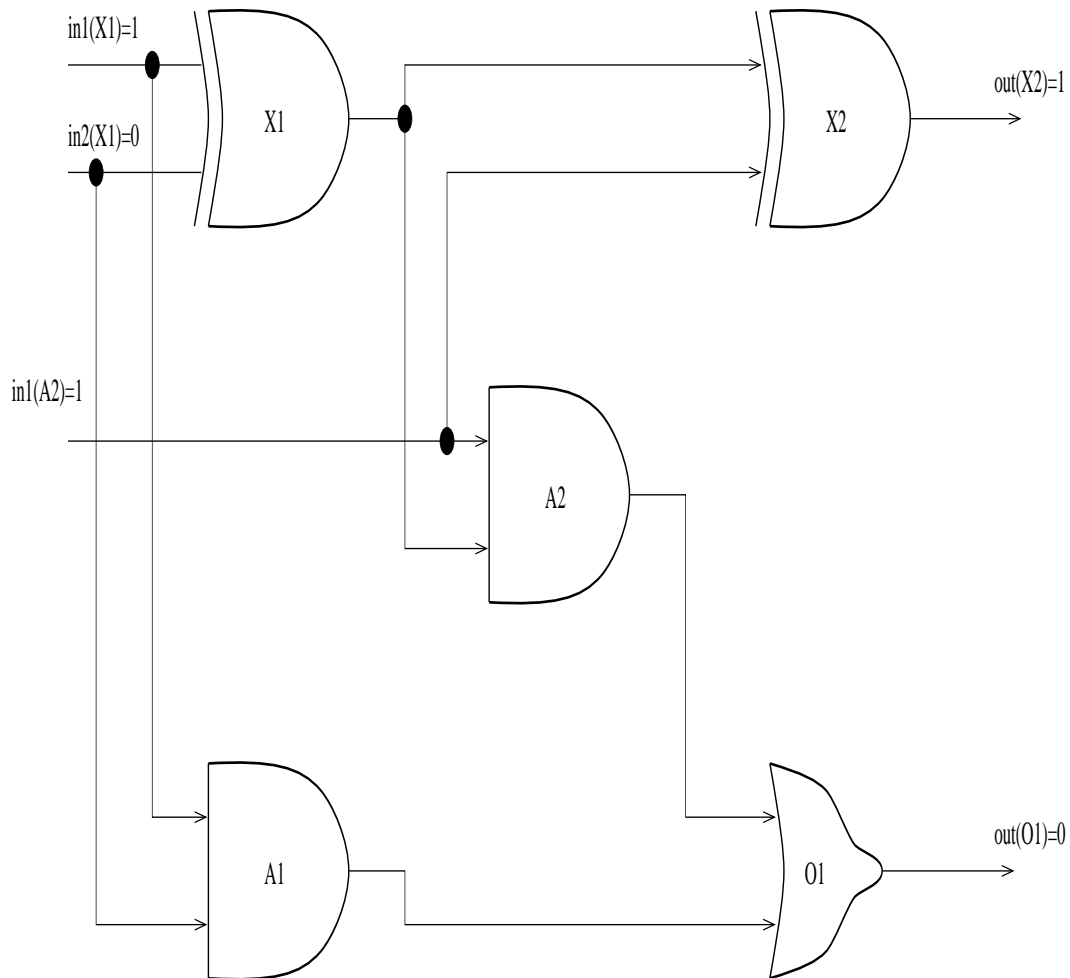 in1(X1)=1
X1
X2
out(X2)=1
in2(X1)=0
in1(A2)=1
A2
A1
O1
out(O1)=0